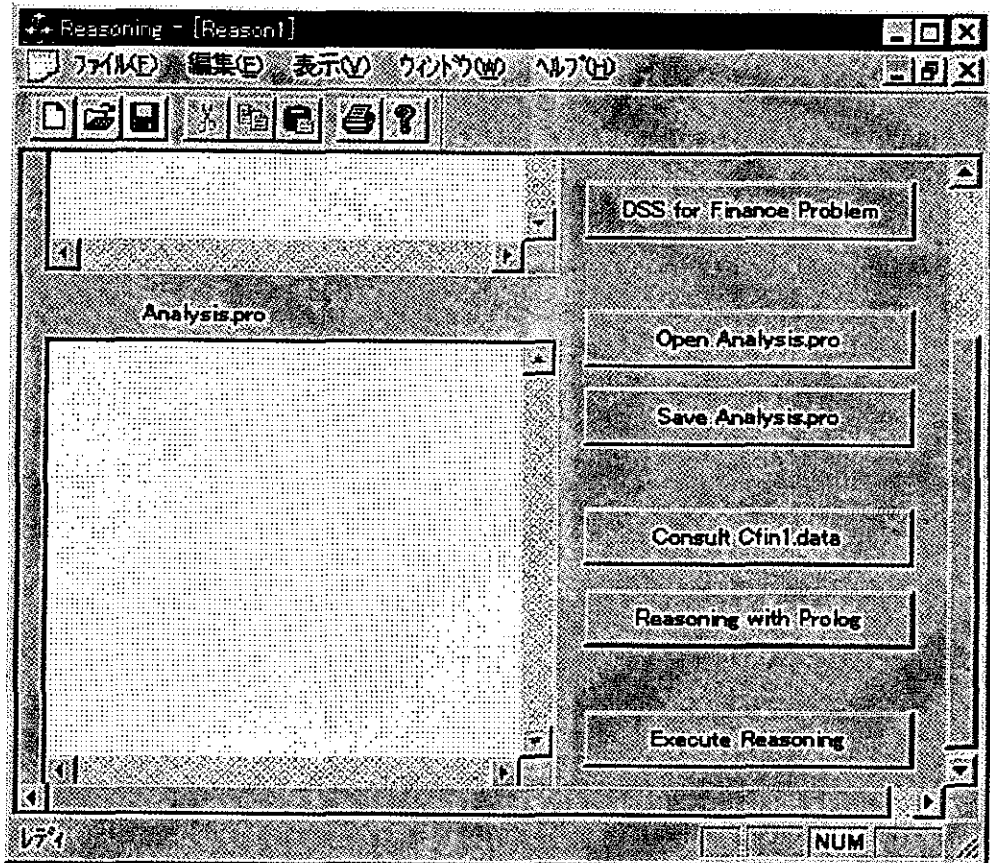 Reasoning - [Reason1]
ファイル(F) 編集(E) 表示(V) ウィンドウ(W) ヘルプ(H)
DSS for Finance Problem
Analysis.pro
Open Analysis.pro
Save Analysis.pro
Consult Cfin1.data
Reasoning with Prolog
Execute Reasoning
レディ NUM